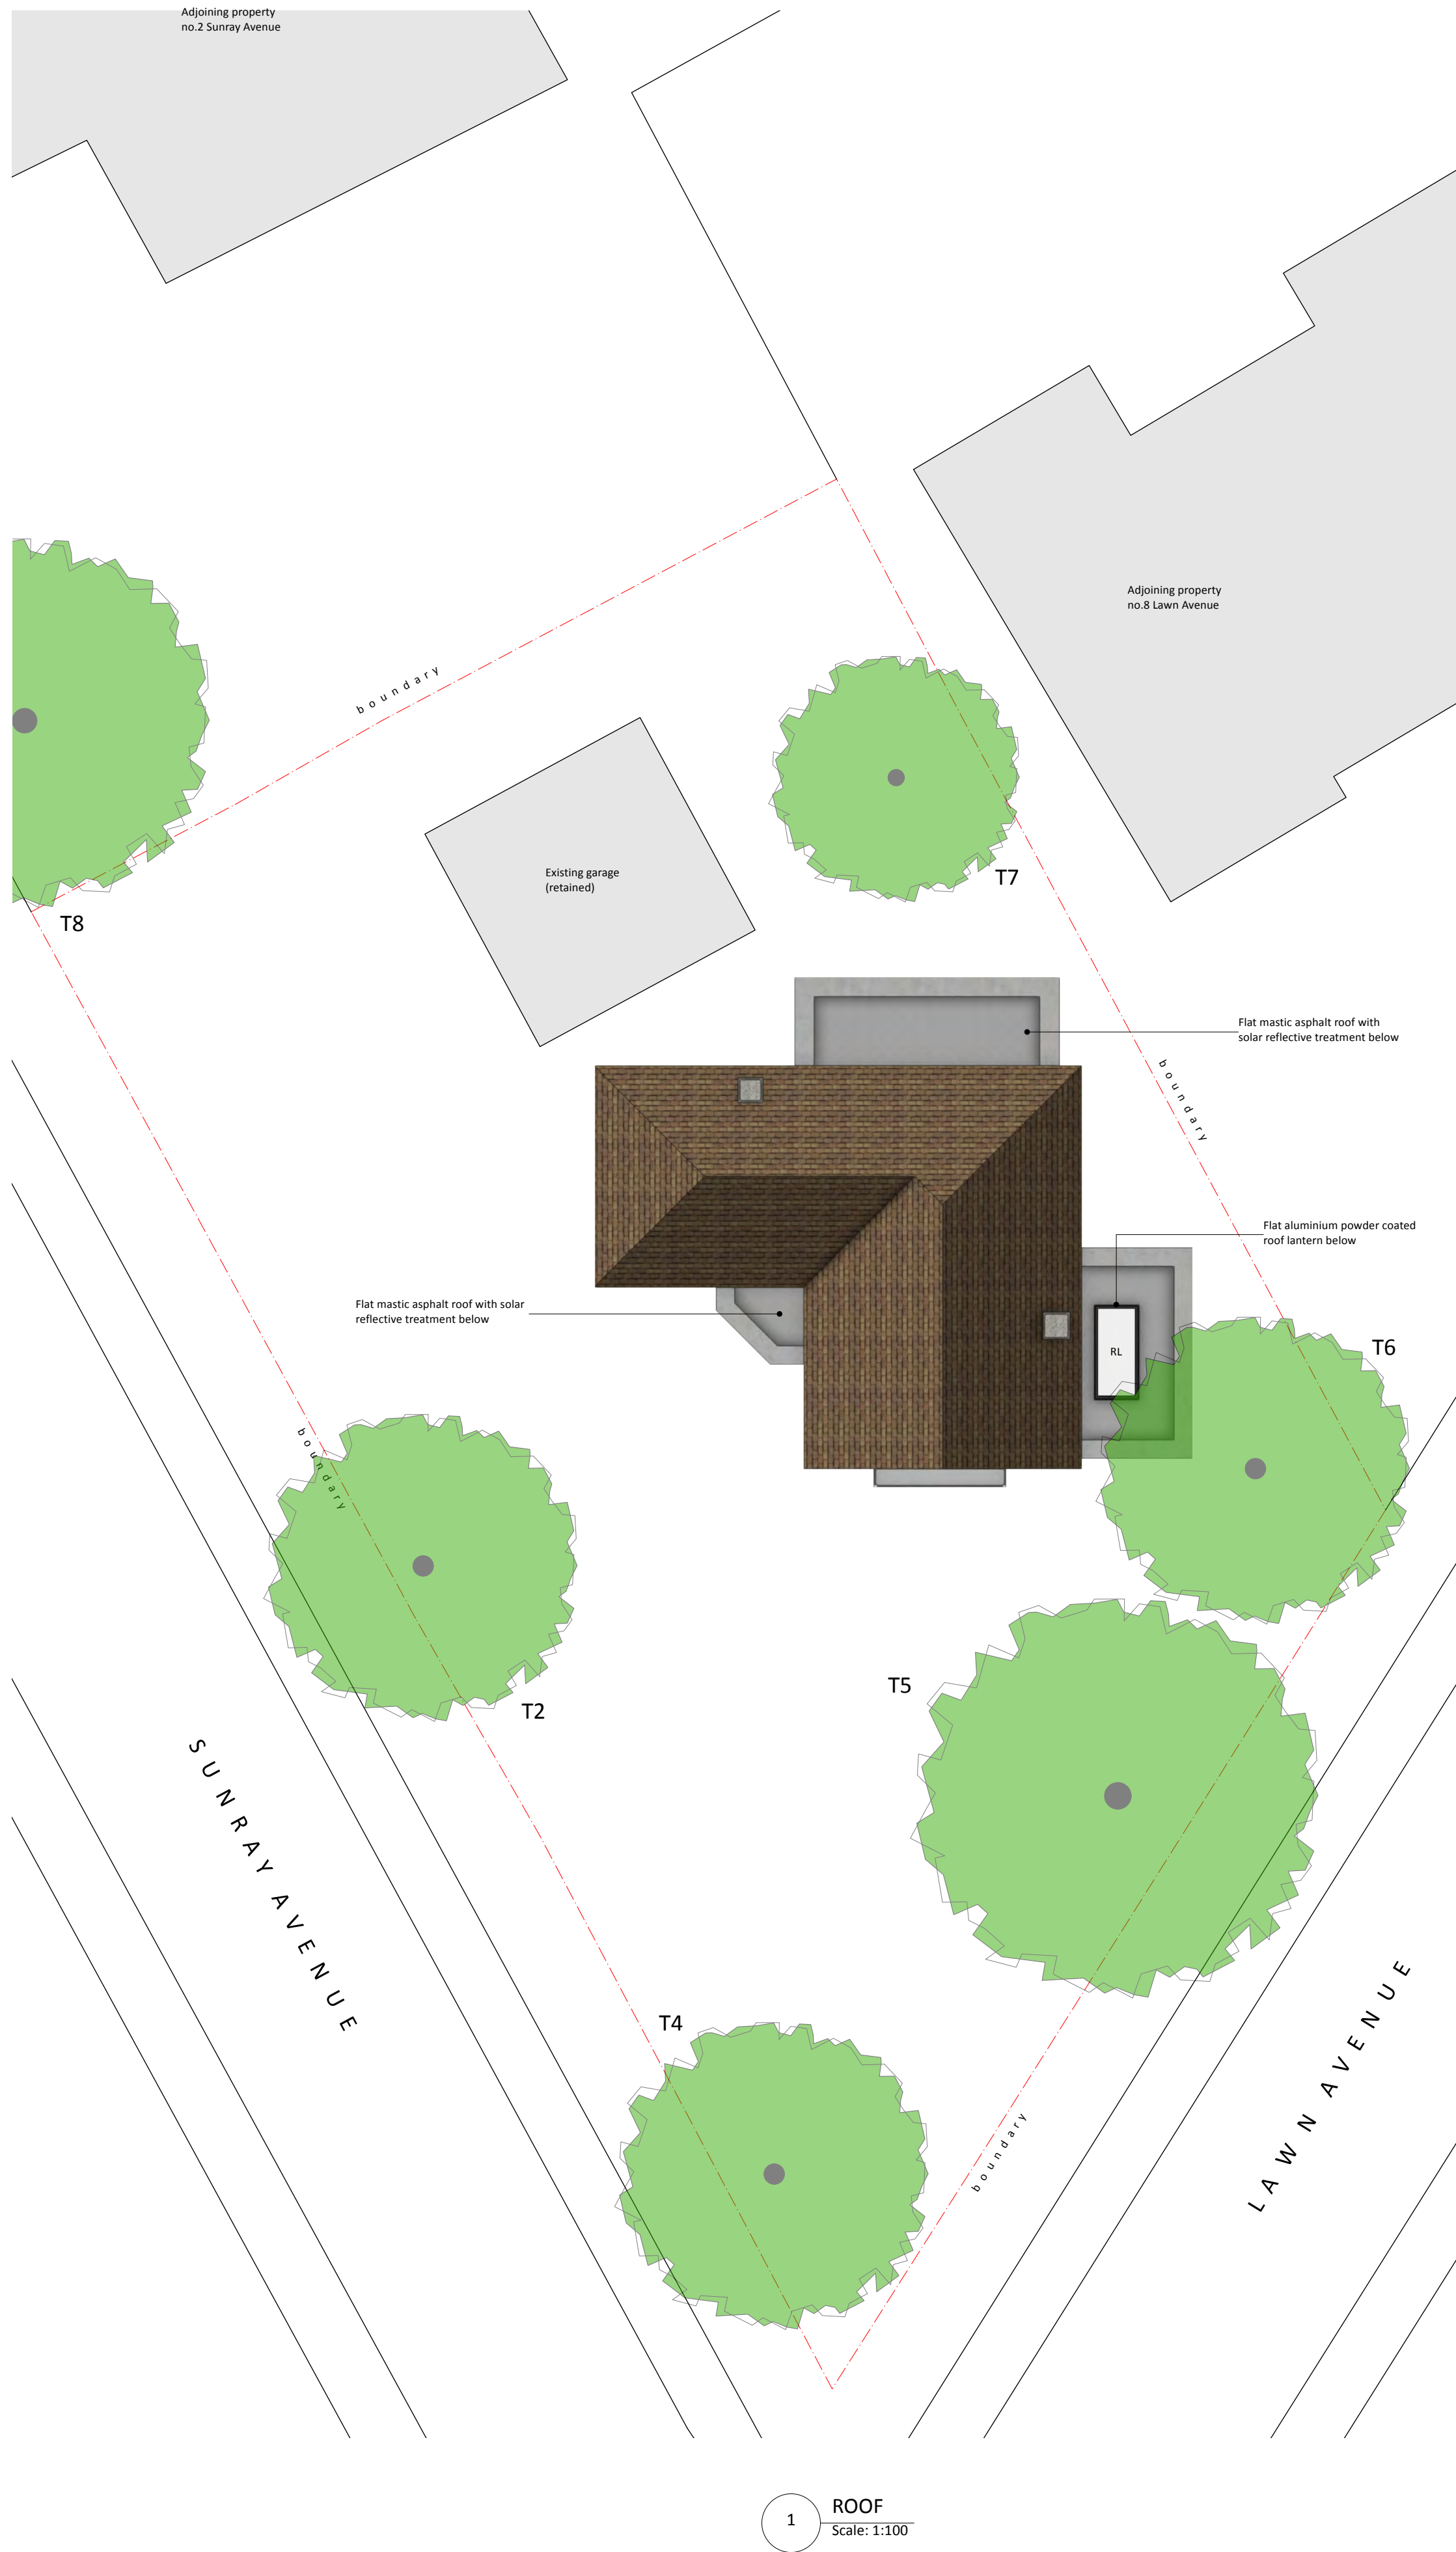 Adjoining property
no.2 Sunray Avenue
Adjoining property
no.8 Lawn Avenue
boundary
Existing garage
(retained)
T7
T8
Flat mastic asphalt roof with
solar reflective treatment below
boundary
Flat aluminium powder coated
roof lantern below
Flat mastic asphalt roof with solar
reflective treatment below
RL
T6
boundary
T5
T2
SUNRAY AVENUE
LAWN AVENUE
T4
boundary
1
ROOF
Scale: 1:100